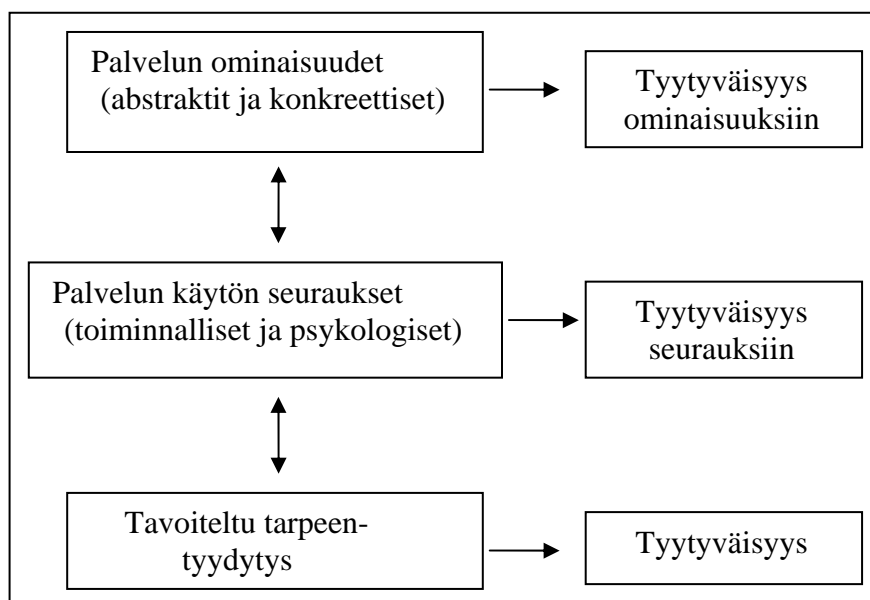 Palvelun ominaisuudet
(abstraktit ja konkreettiset)
Tyytyväisyys
ominaisuuksiin
Palvelun käytön seuraukset
(toiminnalliset ja psykologiset)
Tyytyväisyys
seurauksiin
Tavoiteltu tarpeen-
tyydytys
Tyytyväisyys